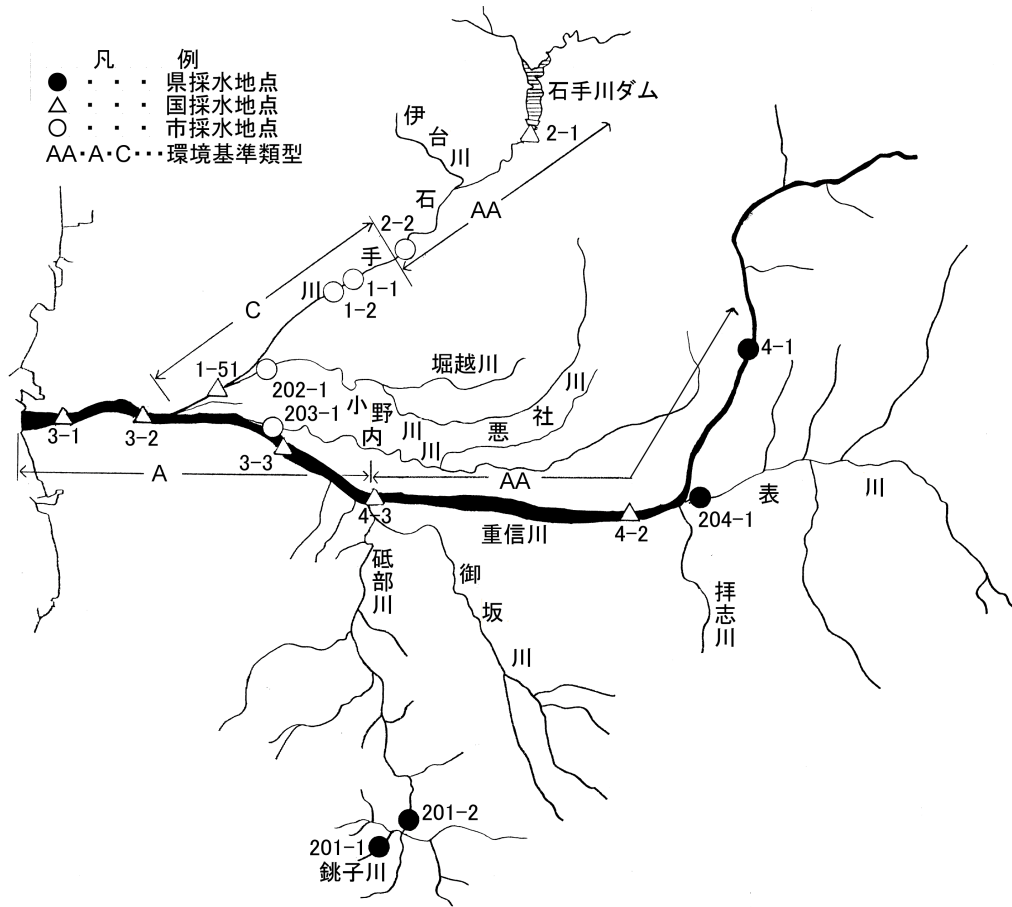 凡 例
● ・ ・ ・ 県採水地点
△ ・ ・ ・ 国採水地点
○ ・ ・ ・ 市採水地点
AA・A・C・・・環境基準類型
石手川ダム
2-1
伊台川
AA
石手川
2-2
1-1
1-2
C
1-51
202-1
堀越川
小野川
悪社川
203-1
内川
4-1
3-1
3-2
3-3
A
AA
4-3
重信川
4-2
204-1
表川
砥部川
御坂川
拝志川
201-2
201-1
銚子川